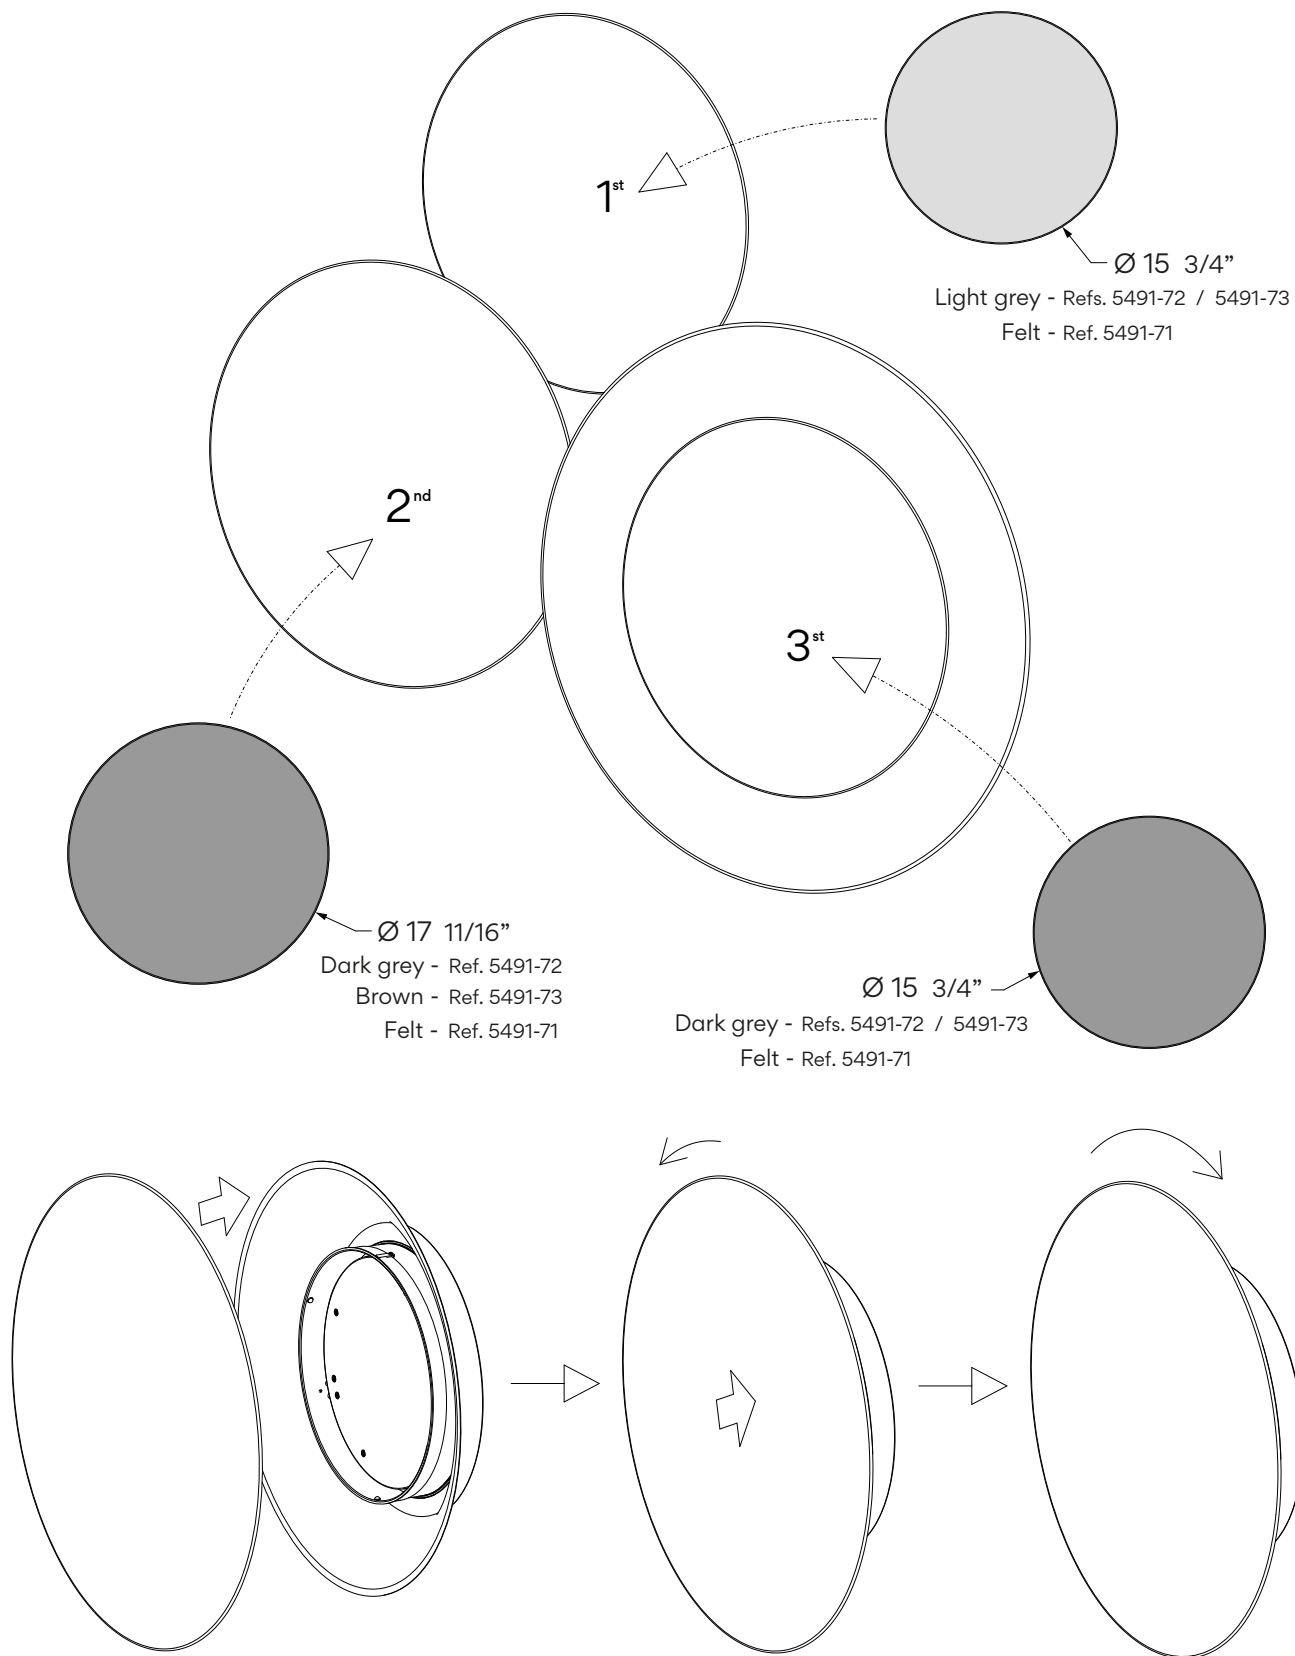 1st
Ø 15 3/4”
Light grey - Refs. 5491-72 / 5491-73
Felt - Ref. 5491-71
2nd
3st
Ø 17 11/16”
Dark grey - Ref. 5491-72
Brown - Ref. 5491-73
Felt - Ref. 5491-71
Ø 15 3/4”
Dark grey - Refs. 5491-72 / 5491-73
Felt - Ref. 5491-71